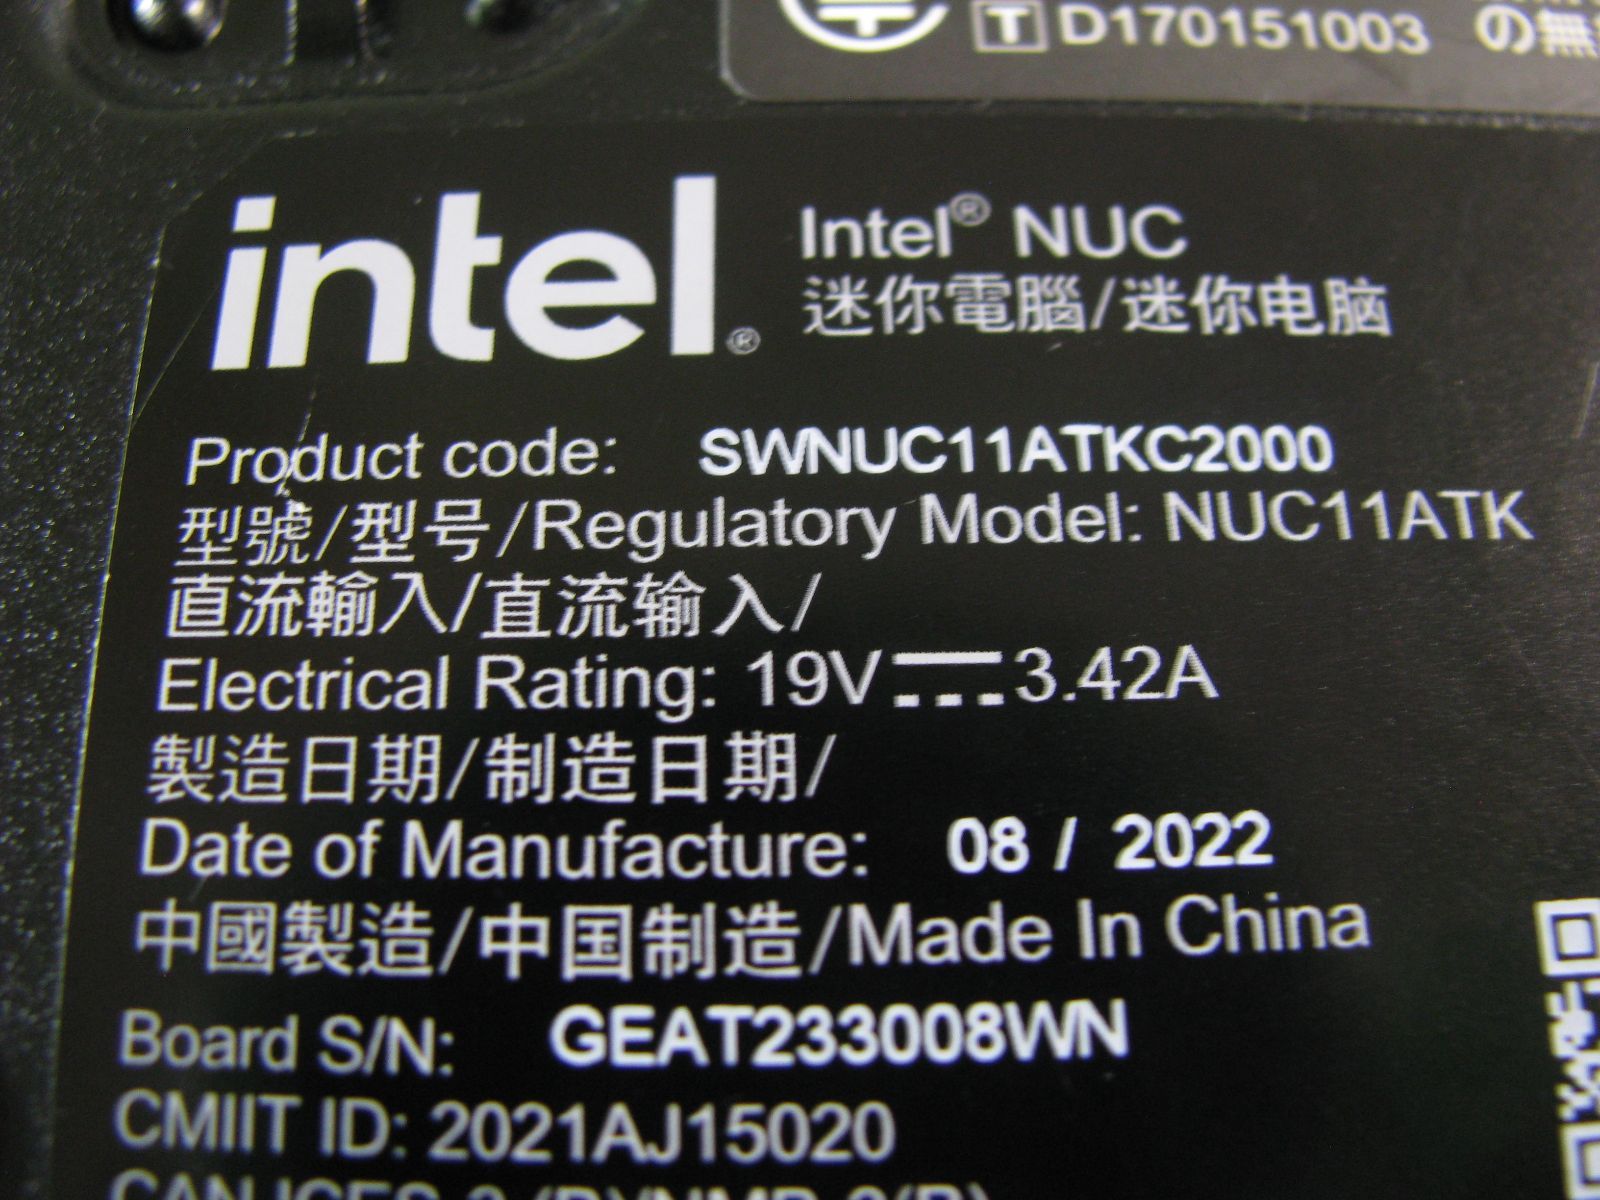 T D170151003 の無
intel®
Intel® NUC
迷你電腦/迷你电脑
Product code: SWNUC11ATKC2000
型號/型号/Regulatory Model: NUC11ATK
直流輸入/直流输入/
Electrical Rating: 19V⎓3.42A
製造日期/制造日期/
Date of Manufacture: 08 / 2022
中國製造/中国制造/Made In China
Board S/N: GEAT233008WN
CMIIT ID: 2021AJ15020